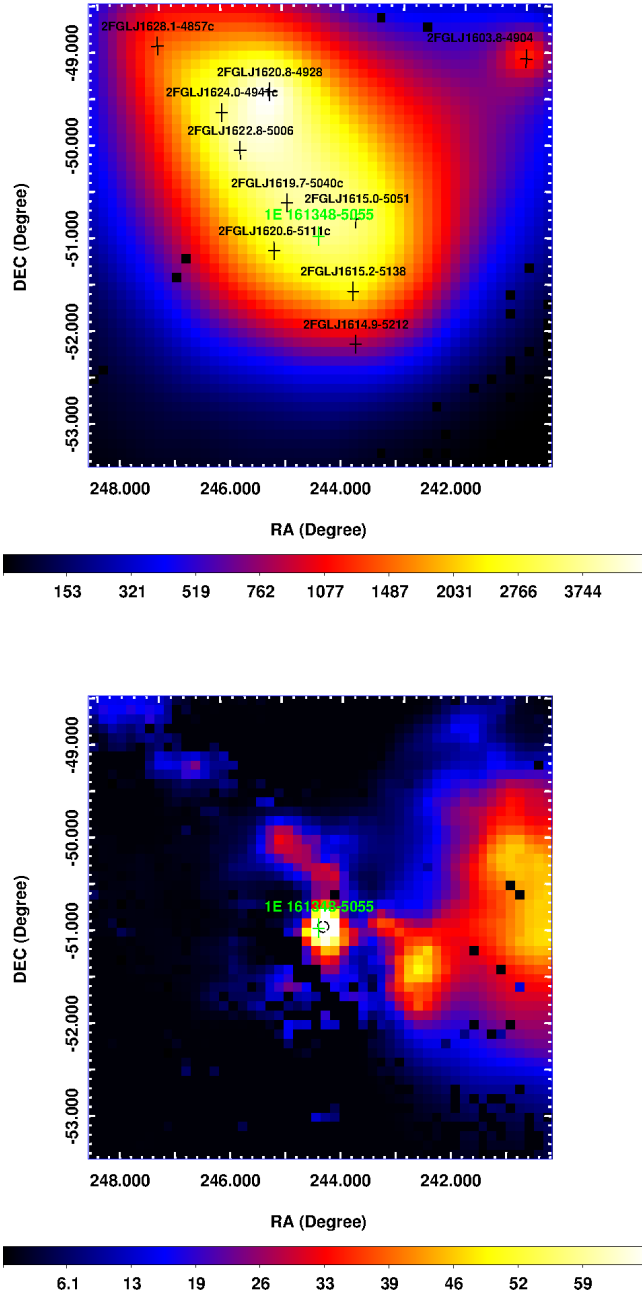 2FGLJ1628.1-4857c
2FGLJ1603.8-4904
2FGLJ1620.8-4928
2FGLJ1624.0-4941c
2FGLJ1622.8-5006
2FGLJ1619.7-5040c
2FGLJ1615.0-5051
1E 161348-5055
2FGLJ1620.6-5111c
2FGLJ1615.2-5138
2FGLJ1614.9-5212
DEC (Degree)
-49.000
-50.000
-51.000
-52.000
-53.000
248.000 246.000 244.000 242.000
RA (Degree)
153 321 519 762 1077 1487 2031 2766 3744
1E 161348-5055
DEC (Degree)
-49.000
-50.000
-51.000
-52.000
-53.000
248.000 246.000 244.000 242.000
RA (Degree)
6.1 13 19 26 33 39 46 52 59